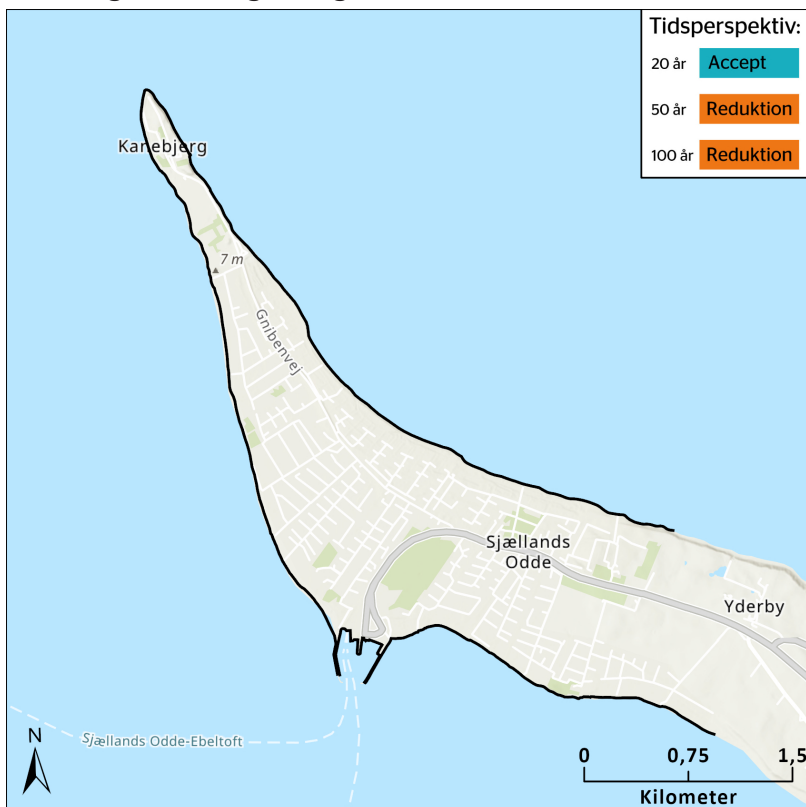 Tidsperspektiv:
20 år Accept
50 år Reduktion
100 år Reduktion
Kanebjerg
7 m
Gnibenvej
Sjællands
Odde
Yderby
Sjællands Odde-Ebeltoft
N
0 0,75 1,5
Kilometer